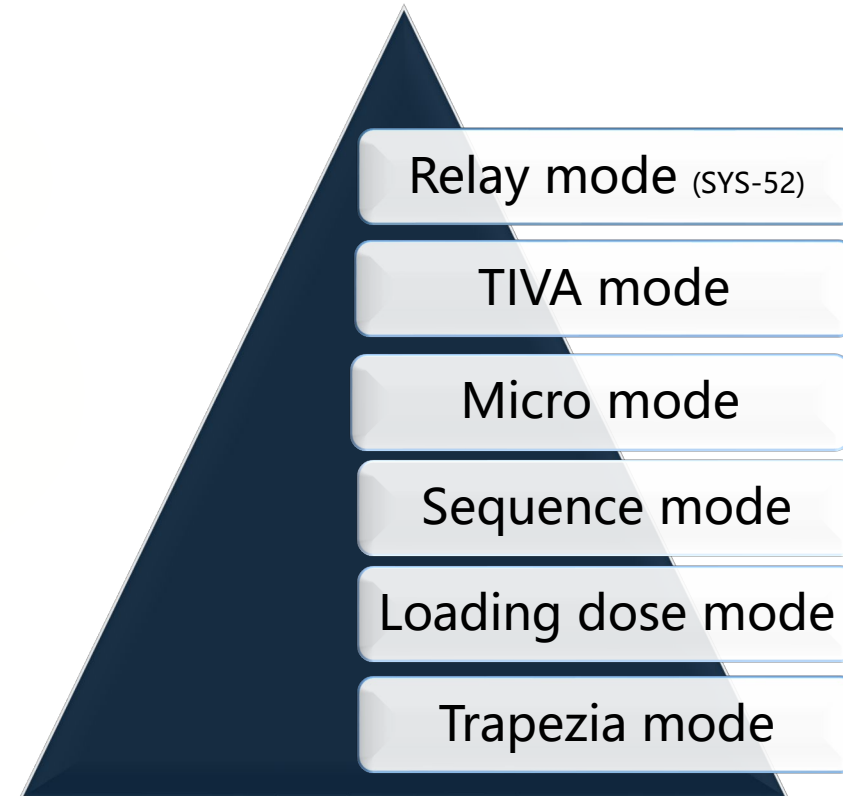 Relay mode (SYS-52)
TIVA mode
Micro mode
Sequence mode
Loading dose mode
Trapezia mode